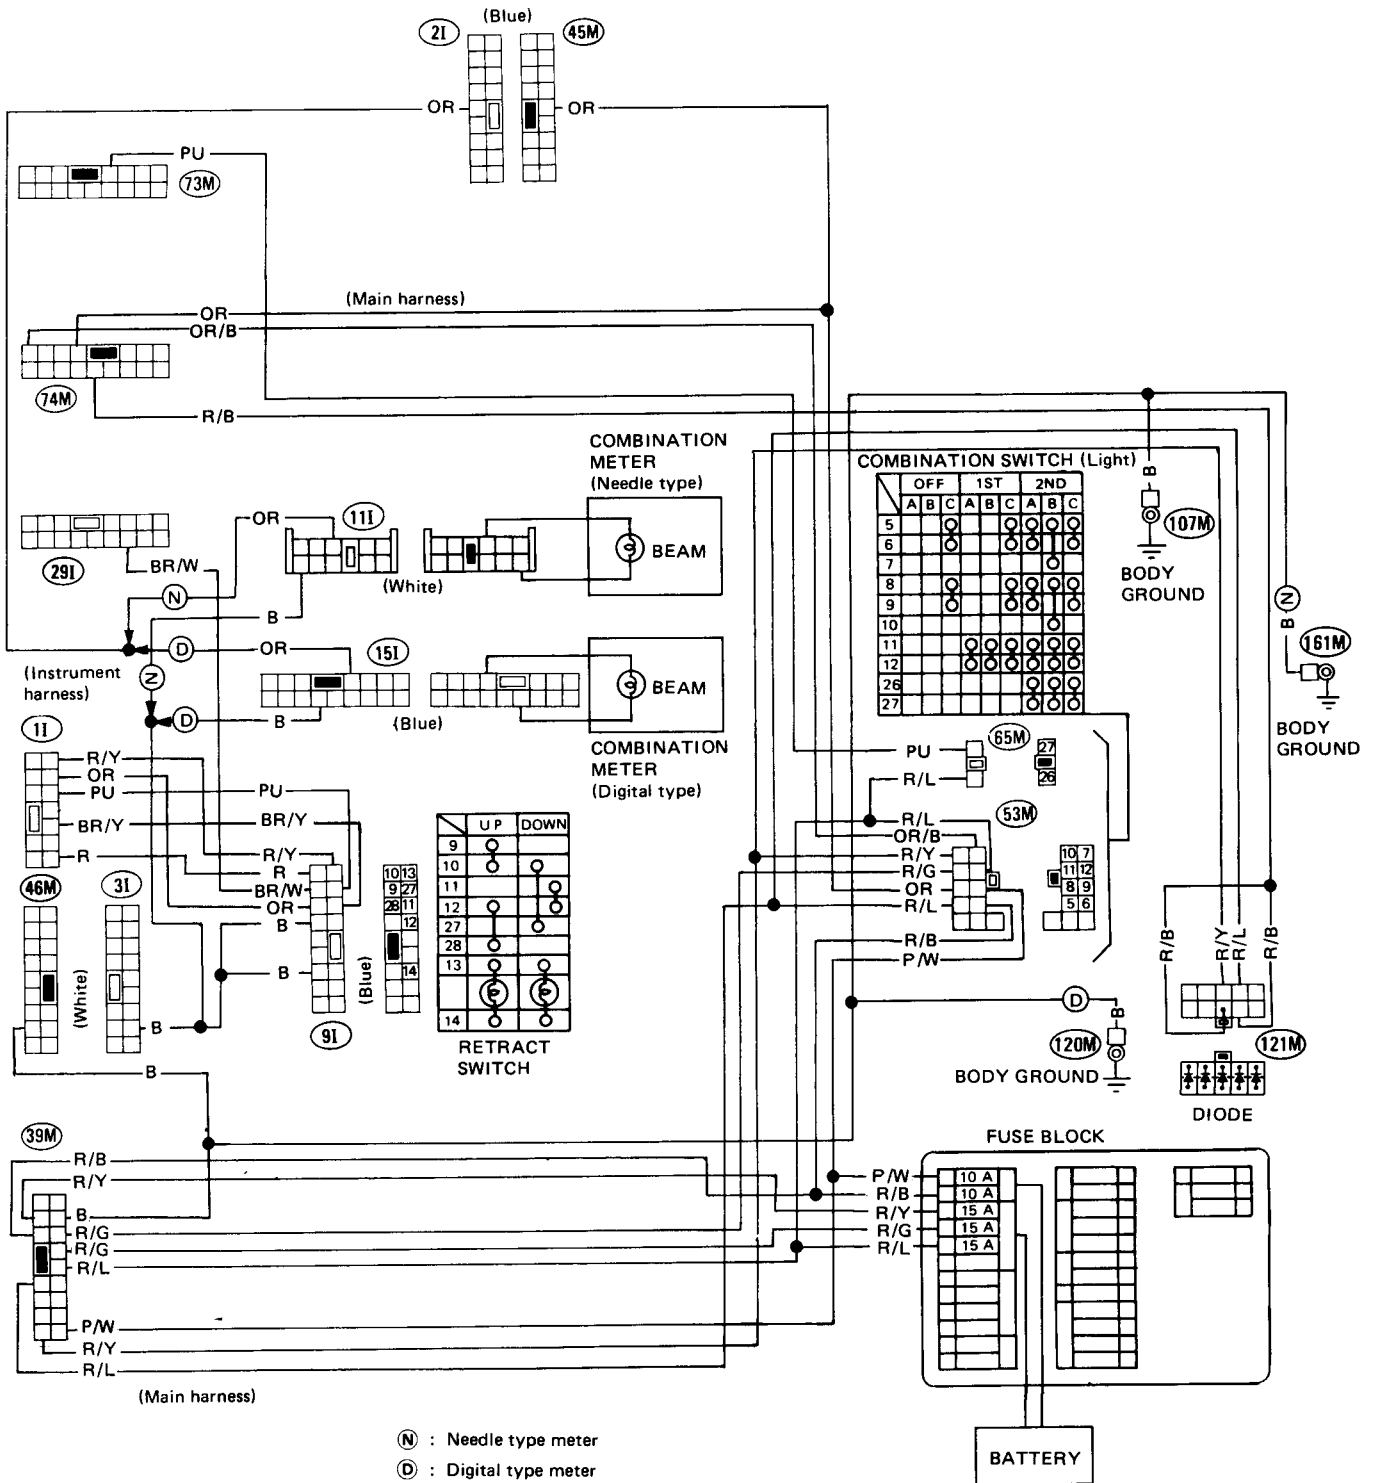 (Blue)
2I
45M
OR
OR
PU
73M
(Main harness)
OR
OR/B
74M
R/B
COMBINATION
METER
(Needle type)
BEAM
OR
11I
(White)
29I
BR/W
N
B
D
OR
15I
(Instrument
harness)
N
D
B
(Blue)
BEAM
COMBINATION
METER
(Digital type)
COMBINATION SWITCH (Light)
OFF 1ST 2ND
A B C A B C A B C
5
6
7
8
9
10
11
12
26
27
B
107M
BODY
GROUND
N
B
161M
BODY
GROUND
1I
R/Y
OR
PU
PU
BR/Y
BR/Y
R
R/Y
R
BR/W
OR
B
B
46M
3I
(White)
B
B
9I
(Blue)
10 13
9 27
28 11
12
14
UP DOWN
9
10
11
12
27
28
13
14
RETRACT
SWITCH
PU
65M
27
26
R/L
53M
R/L
OR/B
R/Y
R/G
OR
R/L
R/B
P/W
10 7
11 12
8 9
5 6
R/B
R/Y
R/L
R/B
D
B
120M
BODY GROUND
121M
DIODE
39M
R/B
R/Y
B
R/G
R/G
R/L
P/W
R/Y
R/L
(Main harness)
FUSE BLOCK
P/W 10 A
R/B 10 A
R/Y 15 A
R/G 15 A
R/L 15 A
BATTERY
N : Needle type meter
D : Digital type meter